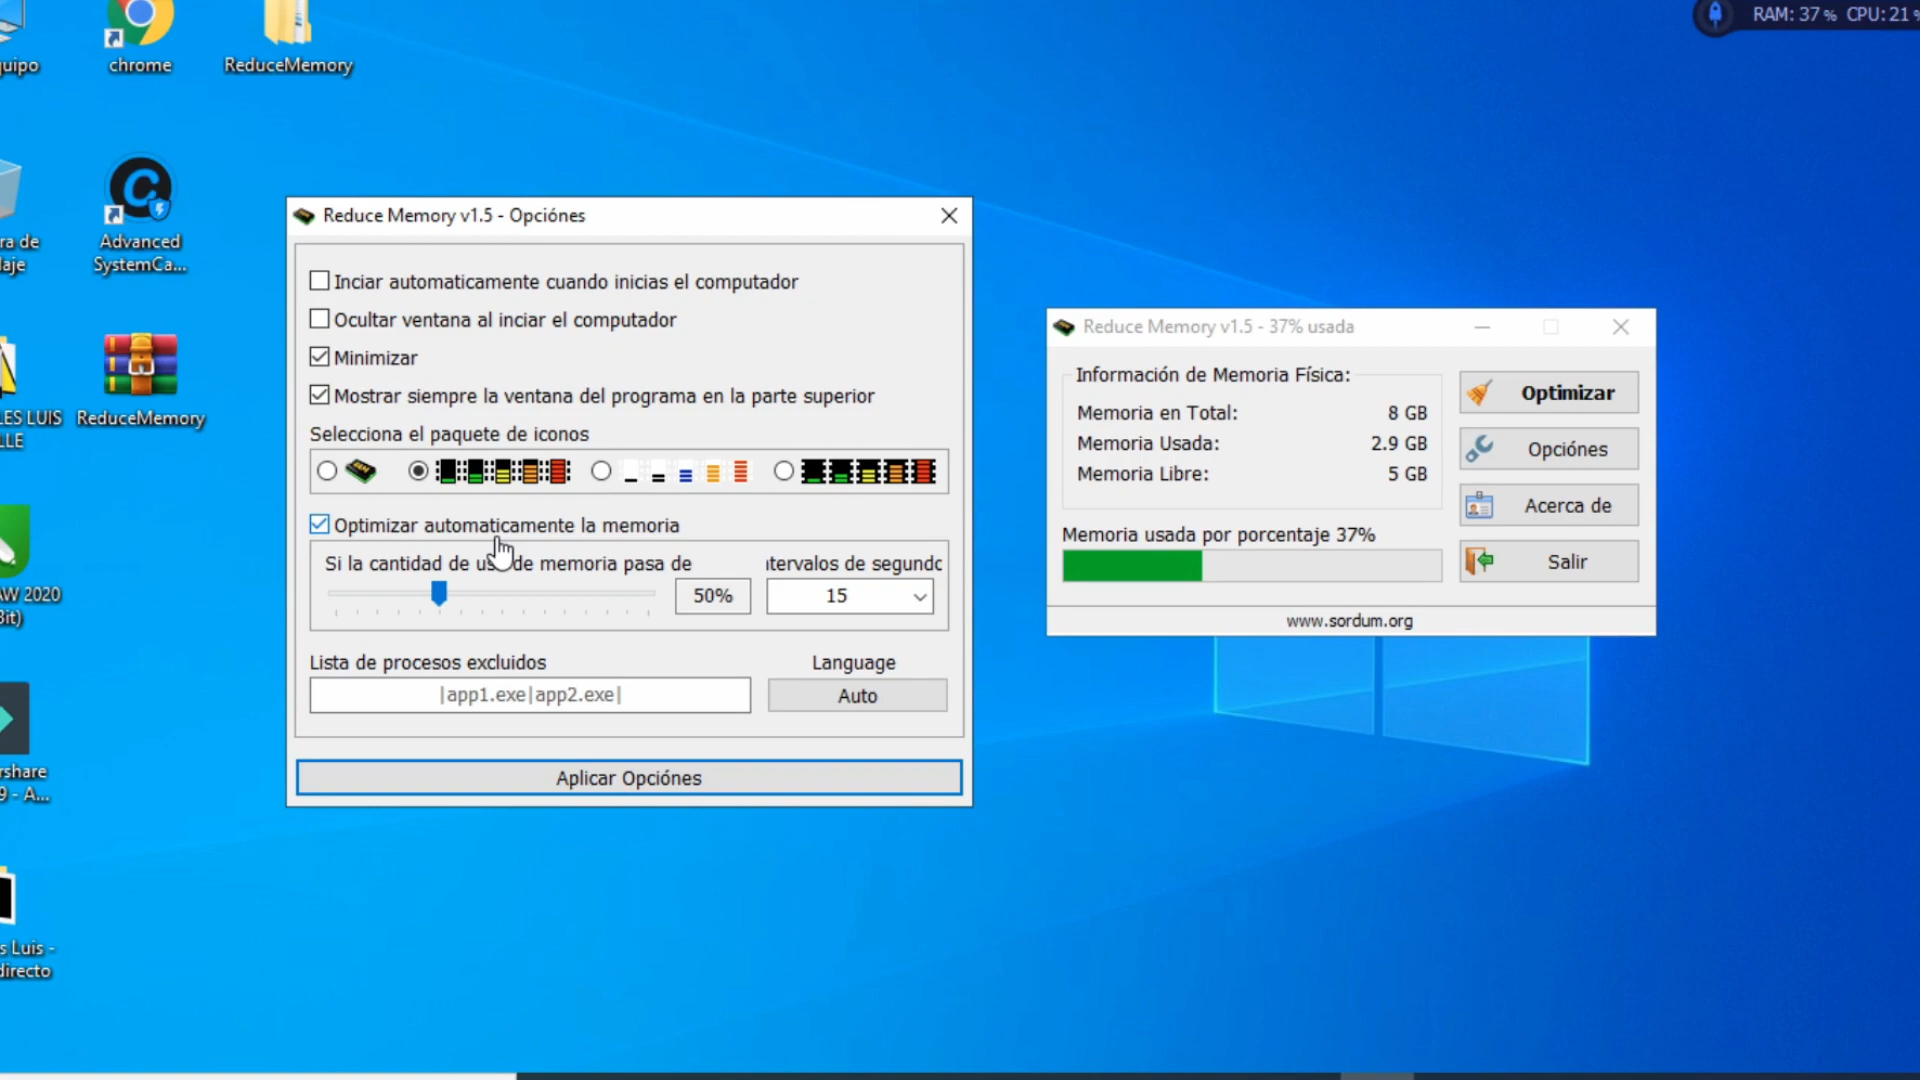 RAM: 37 % CPU: 21 %
quipo
chrome
ReduceMemory
ra de
laje
Advanced
SystemCa...
LES LUIS
LLE
ReduceMemory
AW 2020
Bit)
rshare
9 - A...
s Luis -
directo
Reduce Memory v1.5 - Opciónes
Inciar automaticamente cuando inicias el computador
Ocultar ventana al inciar el computador
Minimizar
Mostrar siempre la ventana del programa en la parte superior
Selecciona el paquete de iconos
Optimizar automaticamente la memoria
Si la cantidad de uso de memoria pasa de
ntervalos de segundo
50%
15
Lista de procesos excluidos
Language
|app1.exe|app2.exe|
Auto
Aplicar Opciónes
Reduce Memory v1.5 - 37% usada
Información de Memoria Física:
Memoria en Total: 8 GB
Memoria Usada: 2.9 GB
Memoria Libre: 5 GB
Memoria usada por porcentaje 37%
Optimizar
Opciónes
Acerca de
Salir
www.sordum.org